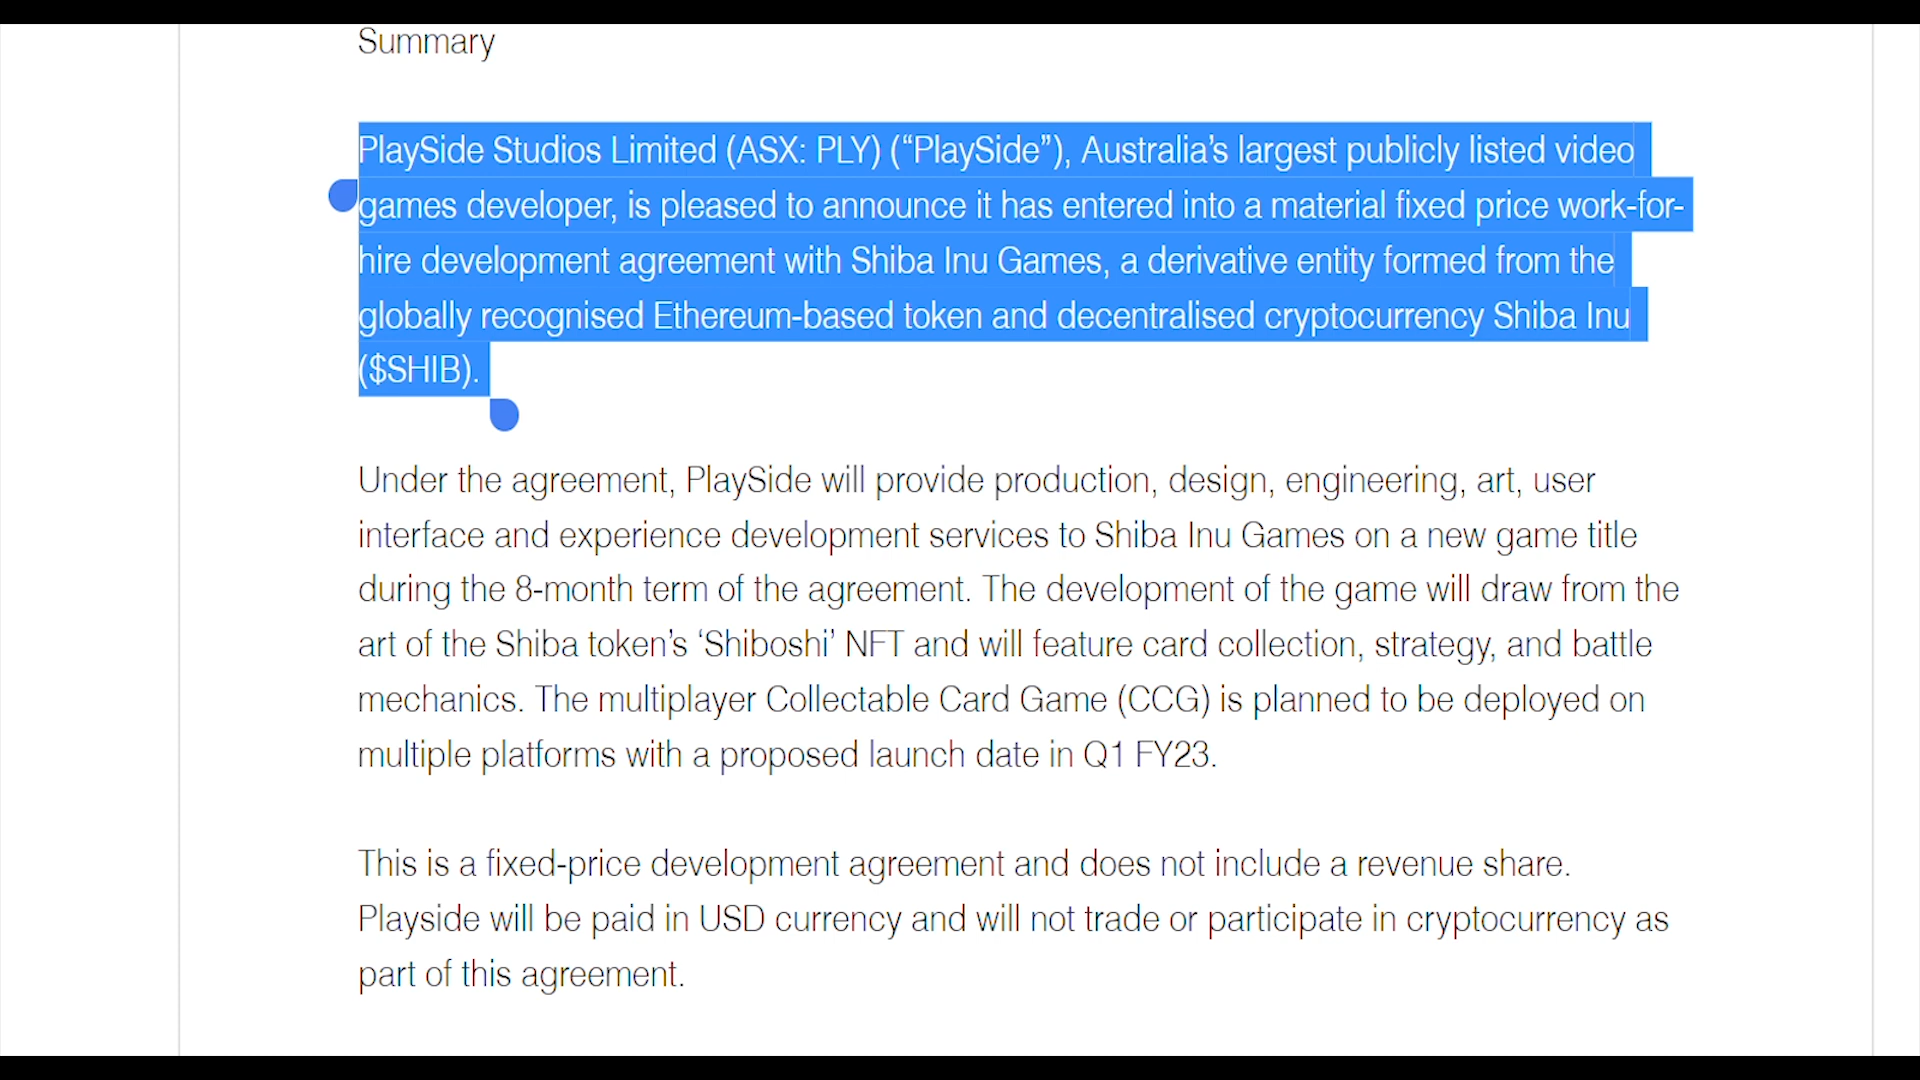 Summary
PlaySide Studios Limited (ASX: PLY) (“PlaySide”), Australia’s largest publicly listed video
games developer, is pleased to announce it has entered into a material fixed price work-for-
hire development agreement with Shiba Inu Games, a derivative entity formed from the
globally recognised Ethereum-based token and decentralised cryptocurrency Shiba Inu
($SHIB).
Under the agreement, PlaySide will provide production, design, engineering, art, user
interface and experience development services to Shiba Inu Games on a new game title
during the 8-month term of the agreement. The development of the game will draw from the
art of the Shiba token’s ‘Shiboshi’ NFT and will feature card collection, strategy, and battle
mechanics. The multiplayer Collectable Card Game (CCG) is planned to be deployed on
multiple platforms with a proposed launch date in Q1 FY23.
This is a fixed-price development agreement and does not include a revenue share.
Playside will be paid in USD currency and will not trade or participate in cryptocurrency as
part of this agreement.